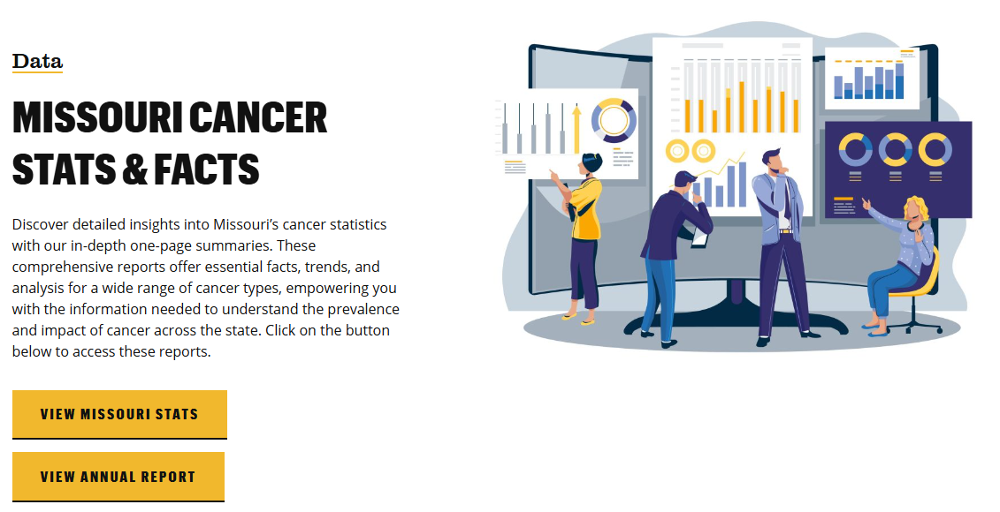 Data
MISSOURI CANCER
STATS & FACTS
Discover detailed insights into Missouri’s cancer statistics
with our in-depth one-page summaries. These
comprehensive reports offer essential facts, trends, and
analysis for a wide range of cancer types, empowering you
with the information needed to understand the prevalence
and impact of cancer across the state. Click on the button
below to access these reports.
VIEW MISSOURI STATS
VIEW ANNUAL REPORT